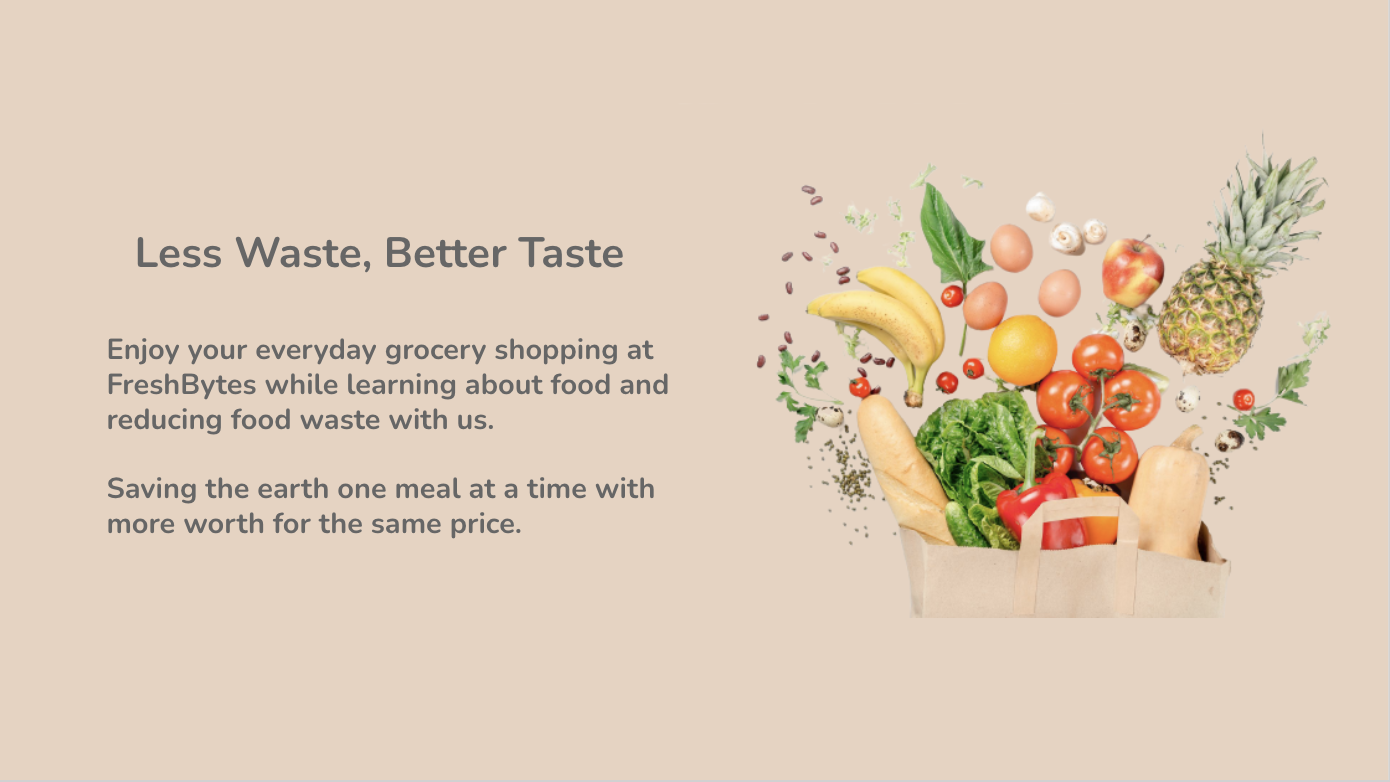 Less Waste, Better Taste
Enjoy your everyday grocery shopping at
FreshBytes while learning about food and
reducing food waste with us.
Saving the earth one meal at a time with
more worth for the same price.